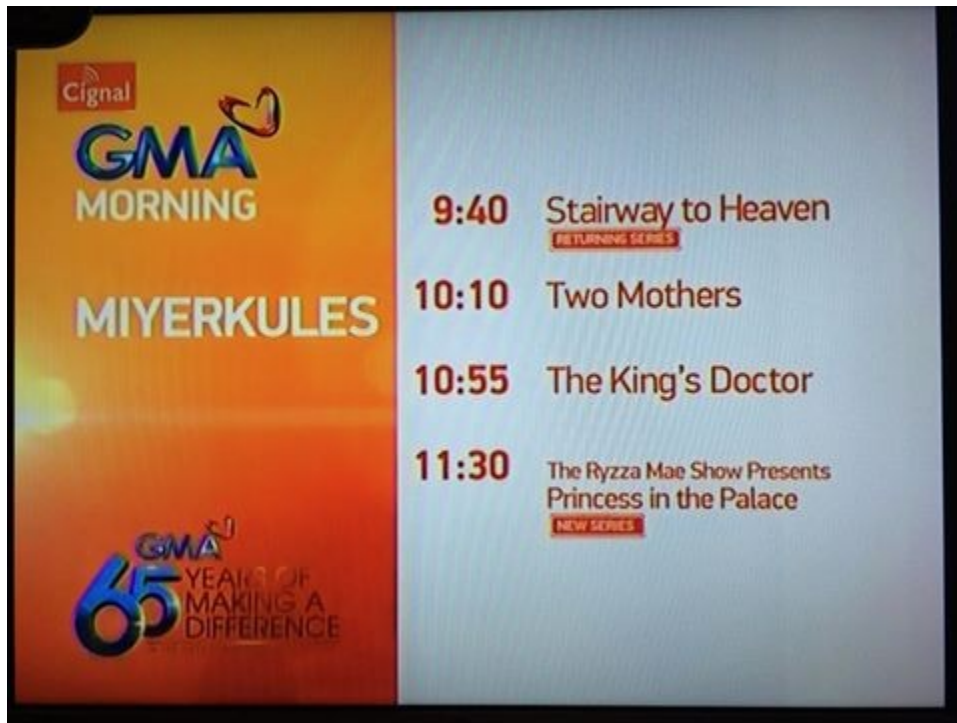 Cignal
GMA
MORNING
MIYERKULES
9:40 Stairway to Heaven
RETURNING SERIES
10:10 Two Mothers
10:55 The King's Doctor
11:30 The Ryzza Mae Show Presents
Princess in the Palace
NEW SERIES
GMA
65 YEARS OF
MAKING A
DIFFERENCE